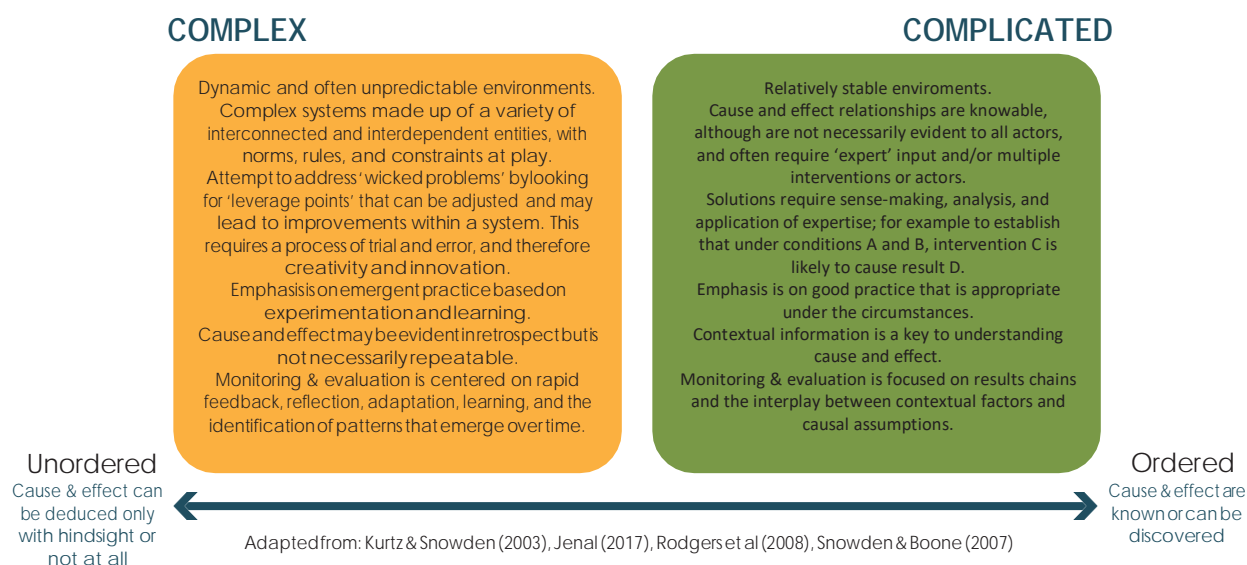 COMPLEX
Dynamic and often unpredictable environments.
Complex systems made up of a variety of
interconnected and interdependent entities, with
norms, rules, and constraints at play.
Attempt to address ‘wicked problems’ by looking
for ‘leverage points’ that can be adjusted and may
lead to improvements within a system. This
requires a process of trial and error, and therefore
creativity and innovation.
Emphasis is on emergent practice based on
experimentation and learning.
Cause and effect may be evident in retrospect but is
not necessarily repeatable.
Monitoring & evaluation is centered on rapid
feedback, reflection, adaptation, learning, and the
identification of patterns that emerge over time.
COMPLICATED
Relatively stable enviroments.
Cause and effect relationships are knowable,
although are not necessarily evident to all actors,
and often require ‘expert’ input and/or multiple
interventions or actors.
Solutions require sense-making, analysis, and
application of expertise; for example to establish
that under conditions A and B, intervention C is
likely to cause result D.
Emphasis is on good practice that is appropriate
under the circumstances.
Contextual information is a key to understanding
cause and effect.
Monitoring & evaluation is focused on results chains
and the interplay between contextual factors and
causal assumptions.
Unordered
Cause & effect can
be deduced only
with hindsight or
not at all
Ordered
Cause & effect are
known or can be
discovered
Adapted from: Kurtz & Snowden (2003), Jenal (2017), Rodgers et al (2008), Snowden & Boone (2007)